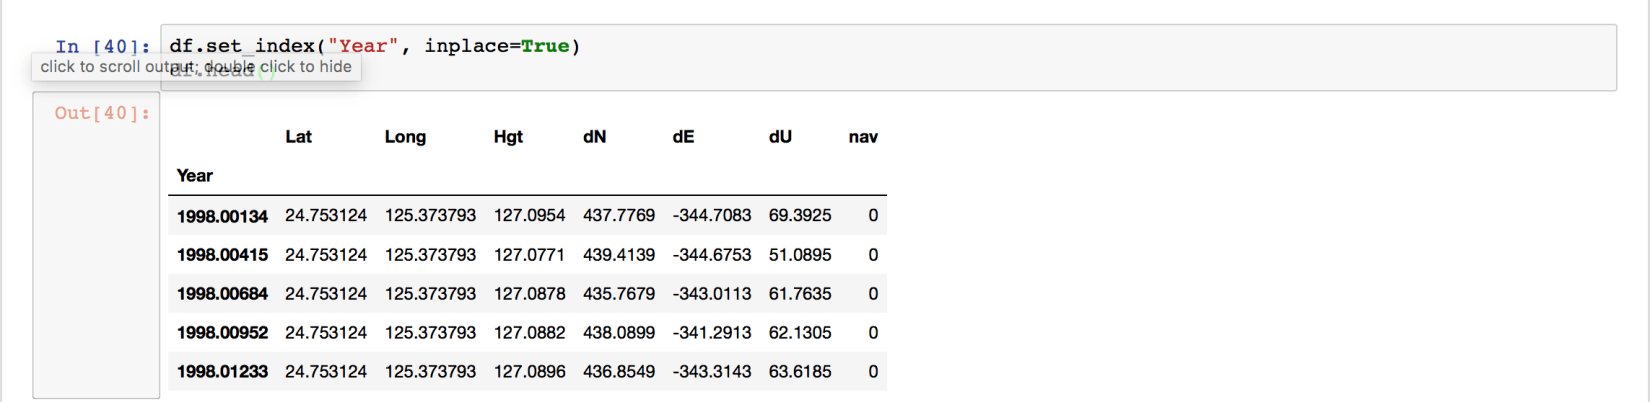 In [40]: df.set_index("Year", inplace=True)
click to scroll output; double click to hide
df.head()
Out[40]:
Lat Long Hgt dN dE dU nav
Year
1998.00134 24.753124 125.373793 127.0954 437.7769 -344.7083 69.3925 0
1998.00415 24.753124 125.373793 127.0771 439.4139 -344.6753 51.0895 0
1998.00684 24.753124 125.373793 127.0878 435.7679 -343.0113 61.7635 0
1998.00952 24.753124 125.373793 127.0882 438.0899 -341.2913 62.1305 0
1998.01233 24.753124 125.373793 127.0896 436.8549 -343.3143 63.6185 0